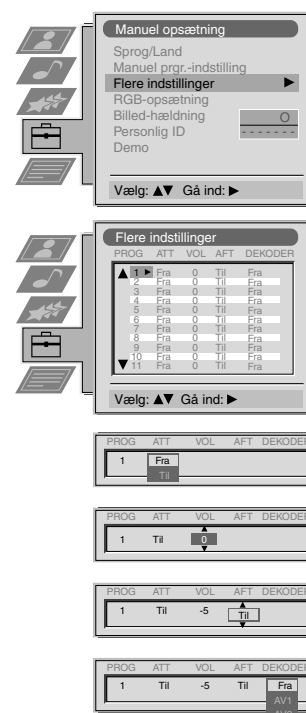 Manuel opsætning
Sprog/Land
Manuel prgr.-indstilling
Flere indstillinger
RGB-opsætning
Billed-hældning O
Personlig ID - - - - - - -
Demo
Vælg: ▲▼ Gå ind: ▶
Flere indstillinger
PROG ATT VOL AFT DEKODER
▲ 1 ▶ Fra 0 Til Fra
2 Fra 0 Til Fra
3 Fra 0 Til Fra
4 Fra 0 Til Fra
5 Fra 0 Til Fra
6 Fra 0 Til Fra
7 Fra 0 Til Fra
8 Fra 0 Til Fra
9 Fra 0 Til Fra
10 Fra 0 Til Fra
▼ 11 Fra 0 Til Fra
Vælg: ▲▼ Gå ind: ▶
PROG ATT VOL AFT DEKODER
1 Fra
Til
PROG ATT VOL AFT DEKODER
1 Til 0
PROG ATT VOL AFT DEKODER
1 Til -5 Til
PROG ATT VOL AFT DEKODER
1 Til -5 Til Fra
AV1
AV2